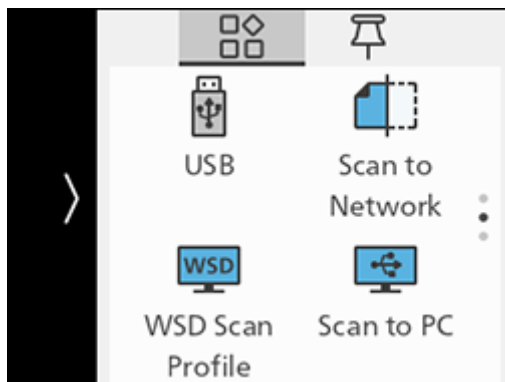 USB
Scan to
Network
WSD
WSD Scan
Profile
Scan to PC